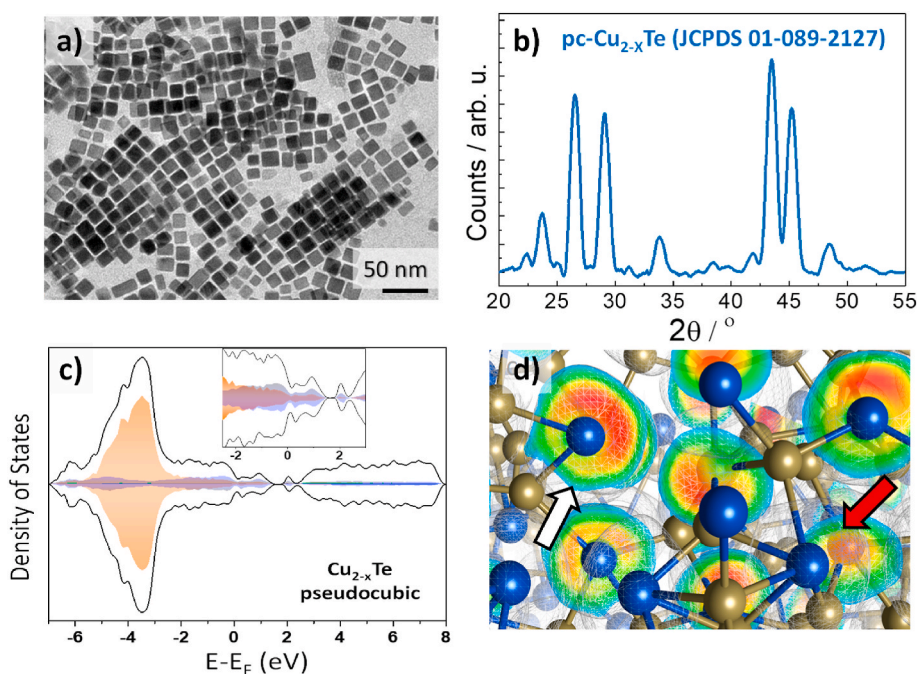 a)
50 nm
b)
pc-Cu2-XTe (JCPDS 01-089-2127)
Counts / arb. u.
20 25 30 35 40 45 50 55
2θ / °
c)
-2 0 2
Density of States
Cu2-xTe
pseudocubic
-7 -6 -4 -2 0 2 4 6 8
E-EF (eV)
d)